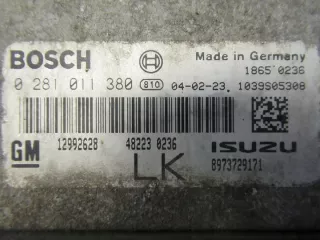 BOSCH Made in Germany
1865 0236
0 281 011 380 810 04-02-23. 1039S05308
GM 12992628 48223 0236 ISUZU
LK 8973729171